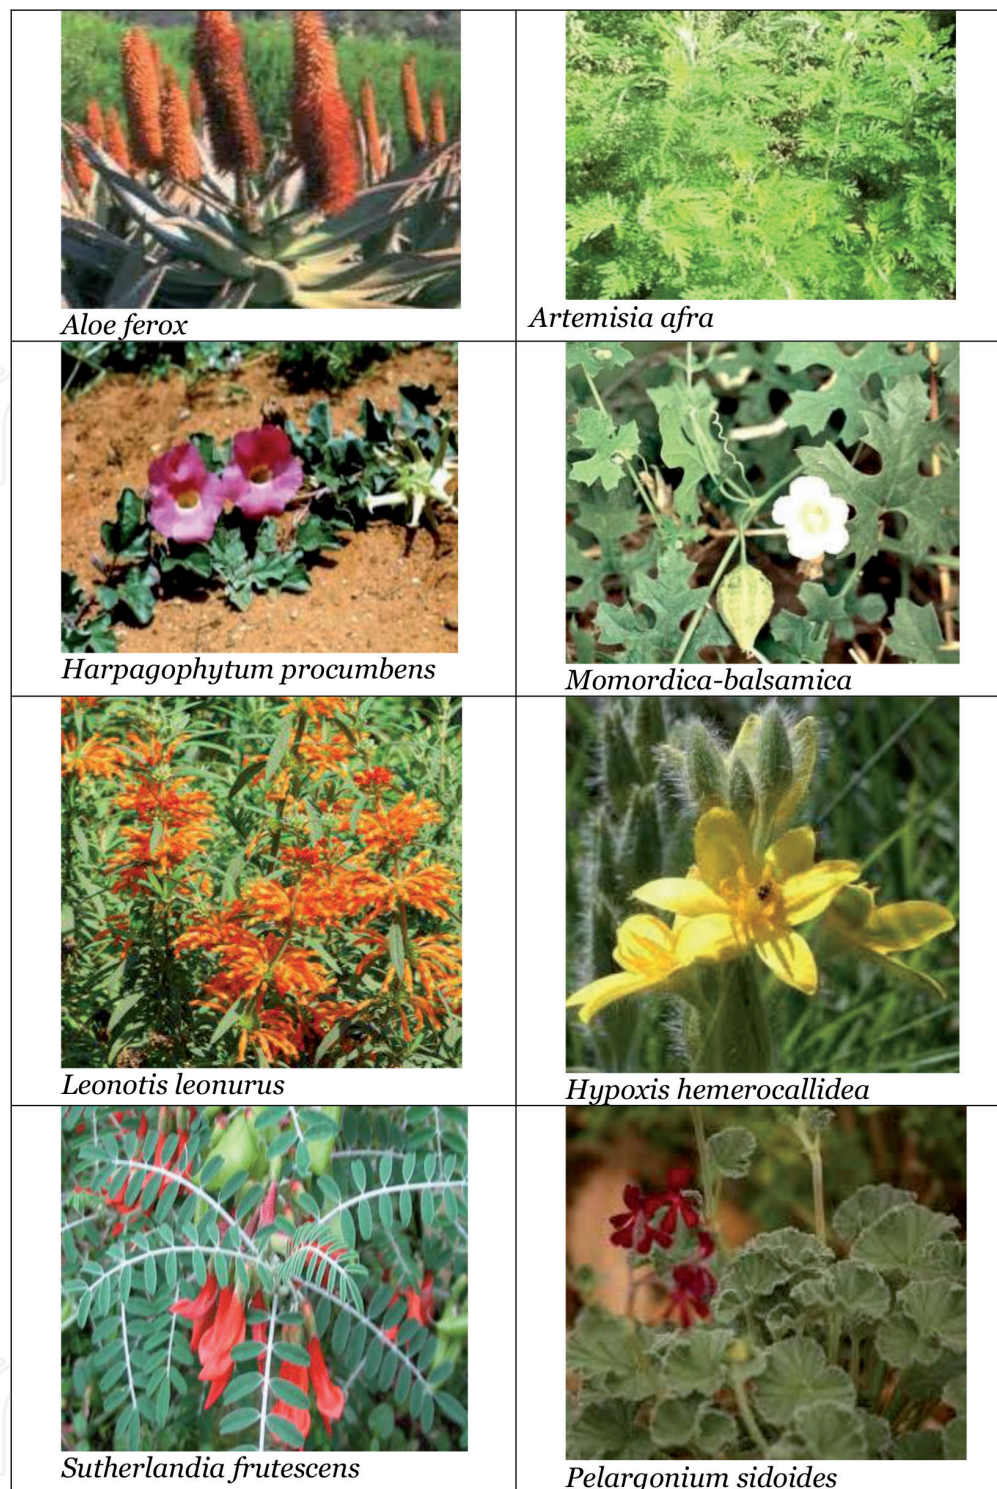 Aloe ferox
Artemisia afra
Harpagophytum procumbens
Momordica-balsamica
Leonotis leonurus
Hypoxis hemerocallidea
Sutherlandia frutescens
Pelargonium sidoides